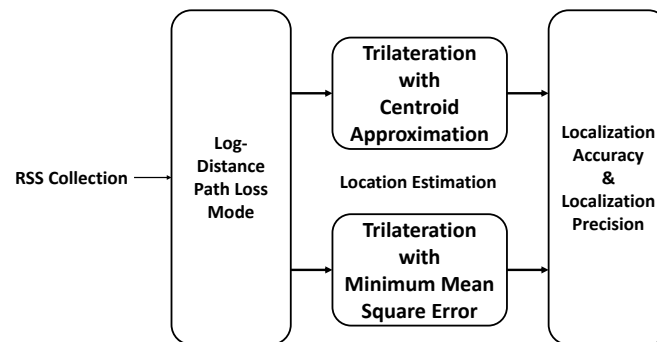 RSS Collection
Log-
Distance
Path Loss
Mode
Trilateration
with
Centroid
Approximation
Location Estimation
Trilateration
with
Minimum Mean
Square Error
Localization
Accuracy
&
Localization
Precision